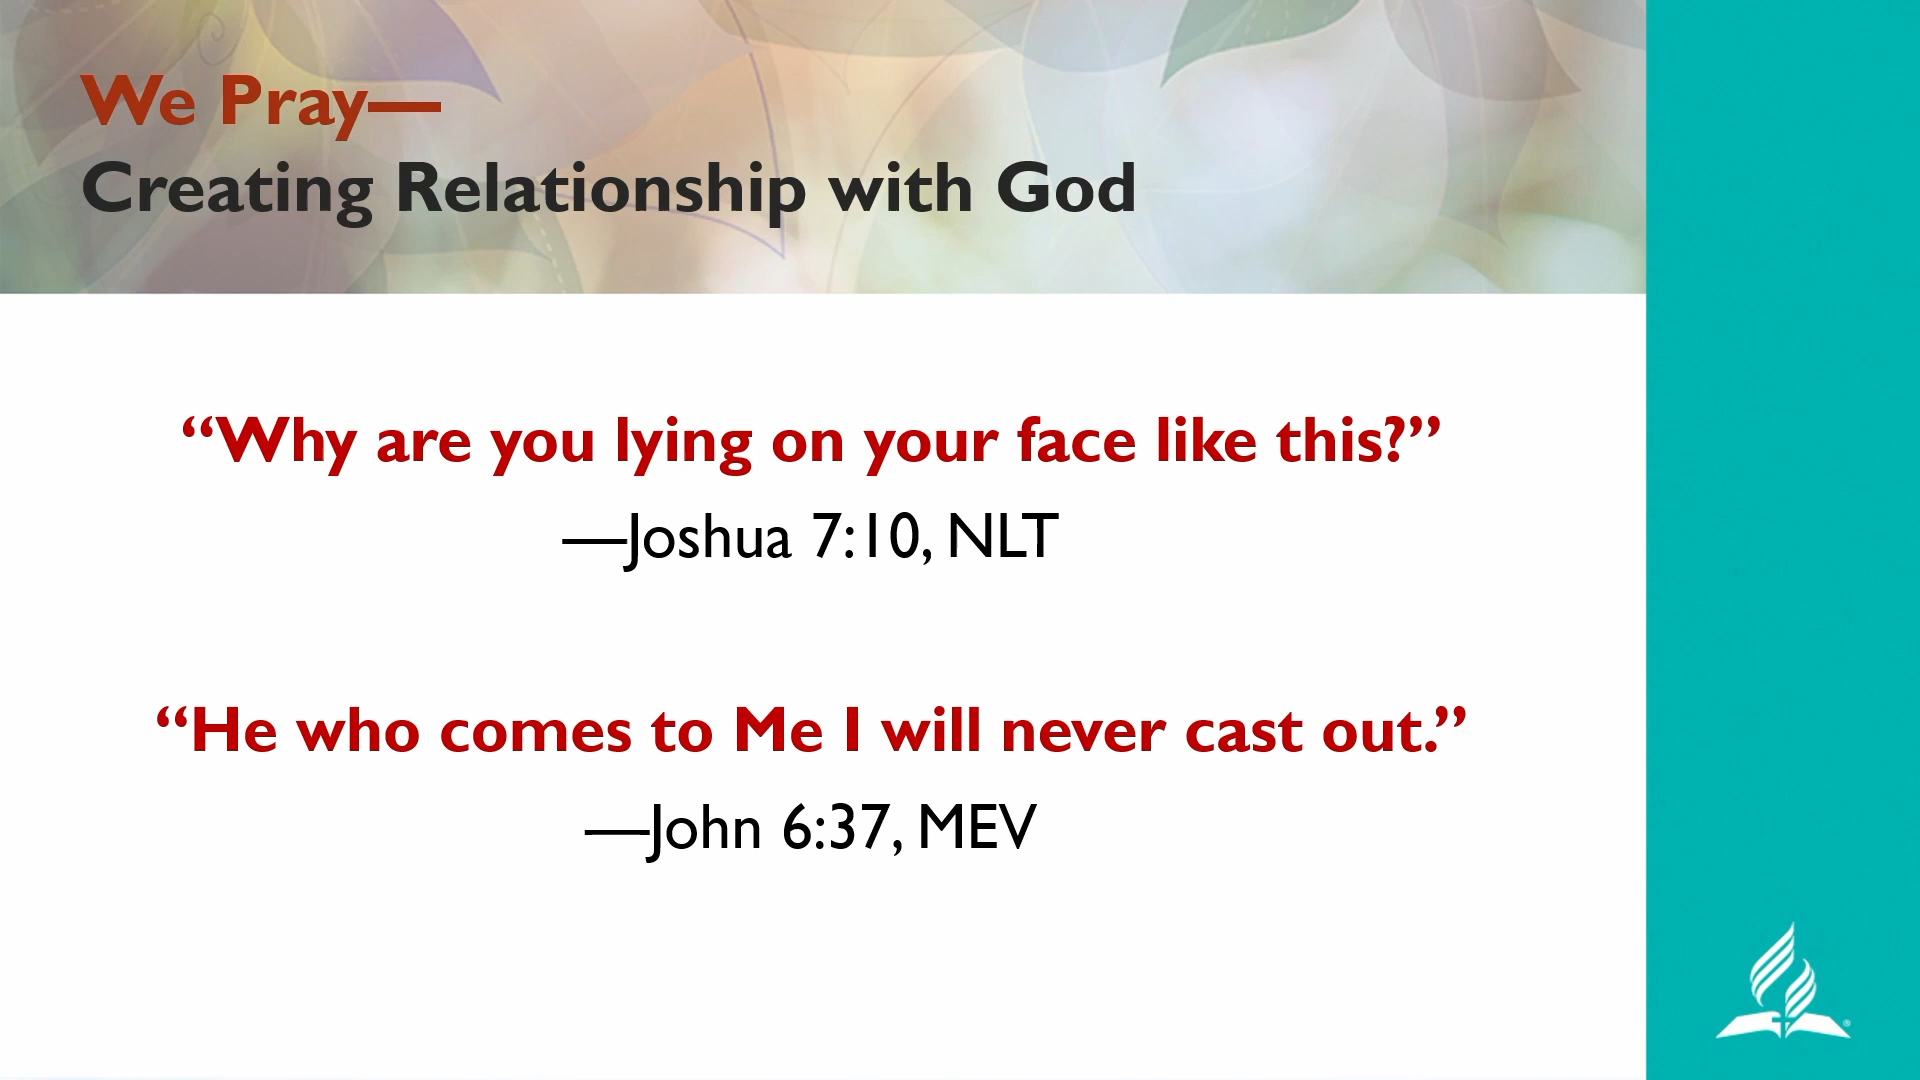 We Pray—
Creating Relationship with God
“Why are you lying on your face like this?”
—Joshua 7:10, NLT
“He who comes to Me I will never cast out.”
—John 6:37, MEV